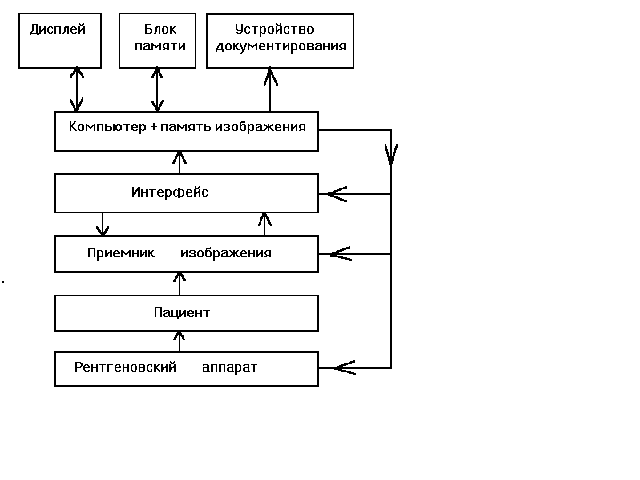 Дисплей
Блок
памяти
Устройство
документирования
Компьютер + память изображения
Интерфейс
Приемник изображения
Пациент
Рентгеновский аппарат